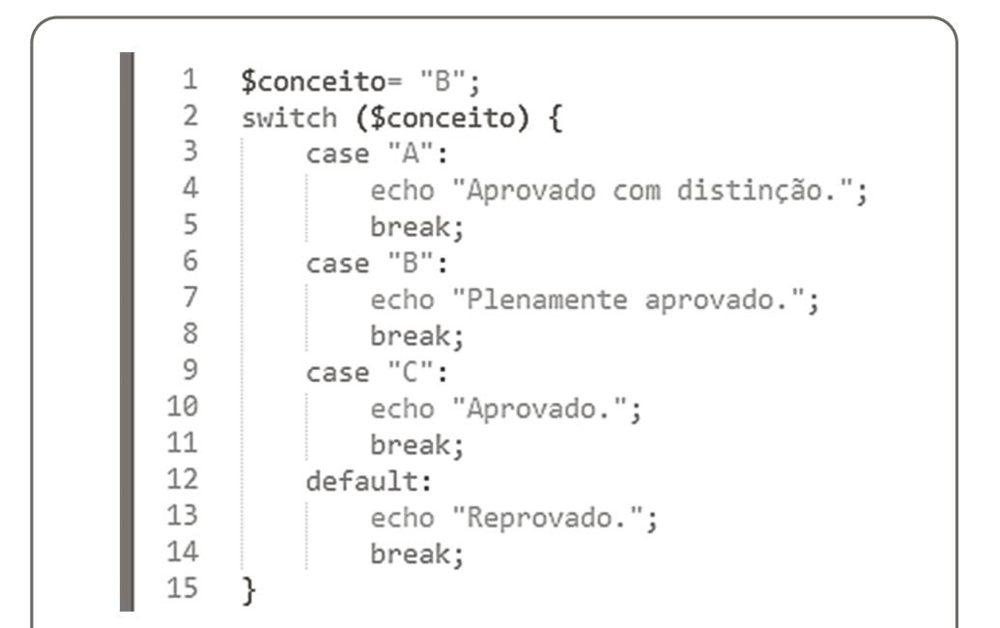 1 $conceito= "B";
2 switch ($conceito) {
3 case "A":
4 echo "Aprovado com distinção.";
5 break;
6 case "B":
7 echo "Plenamente aprovado.";
8 break;
9 case "C":
10 echo "Aprovado.";
11 break;
12 default:
13 echo "Reprovado.";
14 break;
15 }